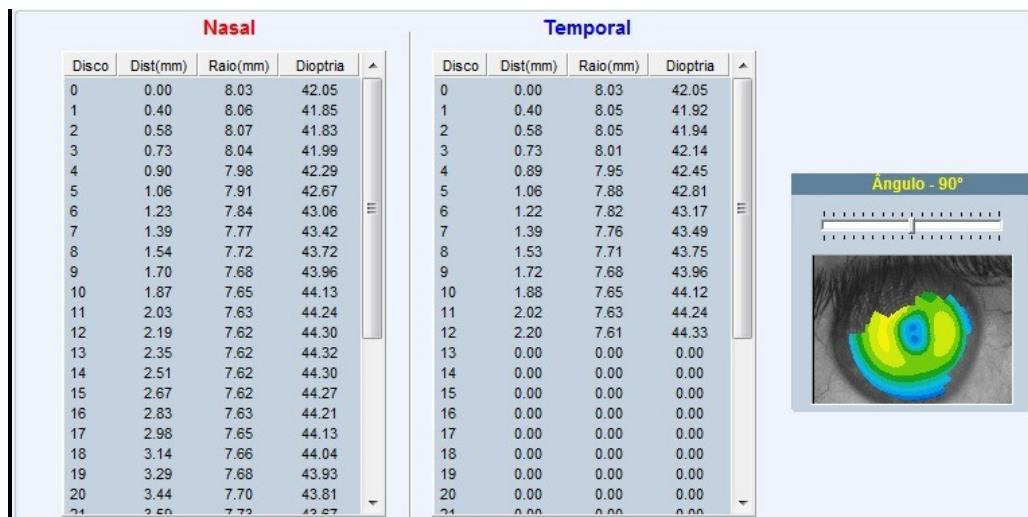 Nasal Temporal
Disco Dist(mm) Raio(mm) Dioptria Disco Dist(mm) Raio(mm) Dioptria
0 0.00 8.03 42.05 0 0.00 8.03 42.05
1 0.40 8.06 41.85 1 0.40 8.05 41.92
2 0.58 8.07 41.83 2 0.58 8.05 41.94
3 0.73 8.04 41.99 3 0.73 8.01 42.14
4 0.90 7.98 42.29 4 0.89 7.95 42.45
5 1.06 7.91 42.67 5 1.06 7.88 42.81
6 1.23 7.84 43.06 6 1.22 7.82 43.17
7 1.39 7.77 43.42 7 1.39 7.76 43.49
8 1.54 7.72 43.72 8 1.53 7.71 43.75
9 1.70 7.68 43.96 9 1.72 7.68 43.96
10 1.87 7.65 44.13 10 1.88 7.65 44.12
11 2.03 7.63 44.24 11 2.02 7.63 44.24
12 2.19 7.62 44.30 12 2.20 7.61 44.33
13 2.35 7.62 44.32 13 0.00 0.00 0.00
14 2.51 7.62 44.30 14 0.00 0.00 0.00
15 2.67 7.62 44.27 15 0.00 0.00 0.00
16 2.83 7.63 44.21 16 0.00 0.00 0.00
17 2.98 7.65 44.13 17 0.00 0.00 0.00
18 3.14 7.66 44.04 18 0.00 0.00 0.00
19 3.29 7.68 43.93 19 0.00 0.00 0.00
20 3.44 7.70 43.81 20 0.00 0.00 0.00
21 3.59 7.73 43.67 21 0.00 0.00 0.00
Ângulo - 90º